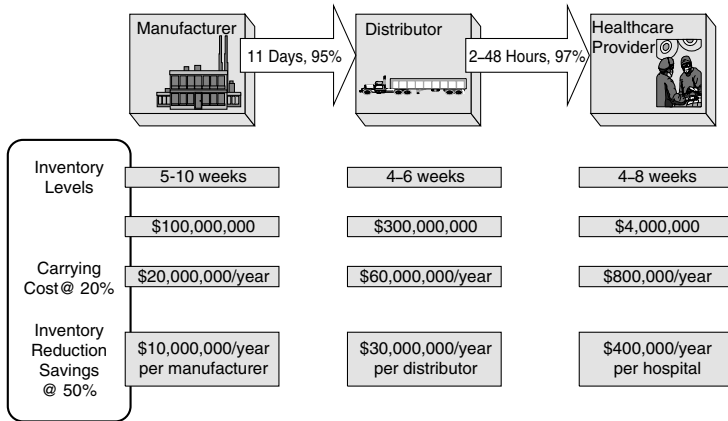 Manufacturer
11 Days, 95%
Distributor
2–48 Hours, 97%
Healthcare
Provider
Inventory
Levels
5-10 weeks
4–6 weeks
4–8 weeks
$100,000,000
$300,000,000
$4,000,000
Carrying
Cost@ 20%
$20,000,000/year
$60,000,000/year
$800,000/year
Inventory
Reduction
Savings
@ 50%
$10,000,000/year
per manufacturer
$30,000,000/year
per distributor
$400,000/year
per hospital